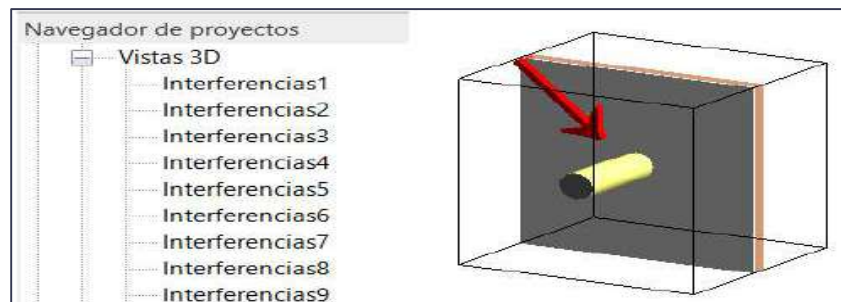 Navegador de proyectos
Vistas 3D
Interferencias1
Interferencias2
Interferencias3
Interferencias4
Interferencias5
Interferencias6
Interferencias7
Interferencias8
Interferencias9